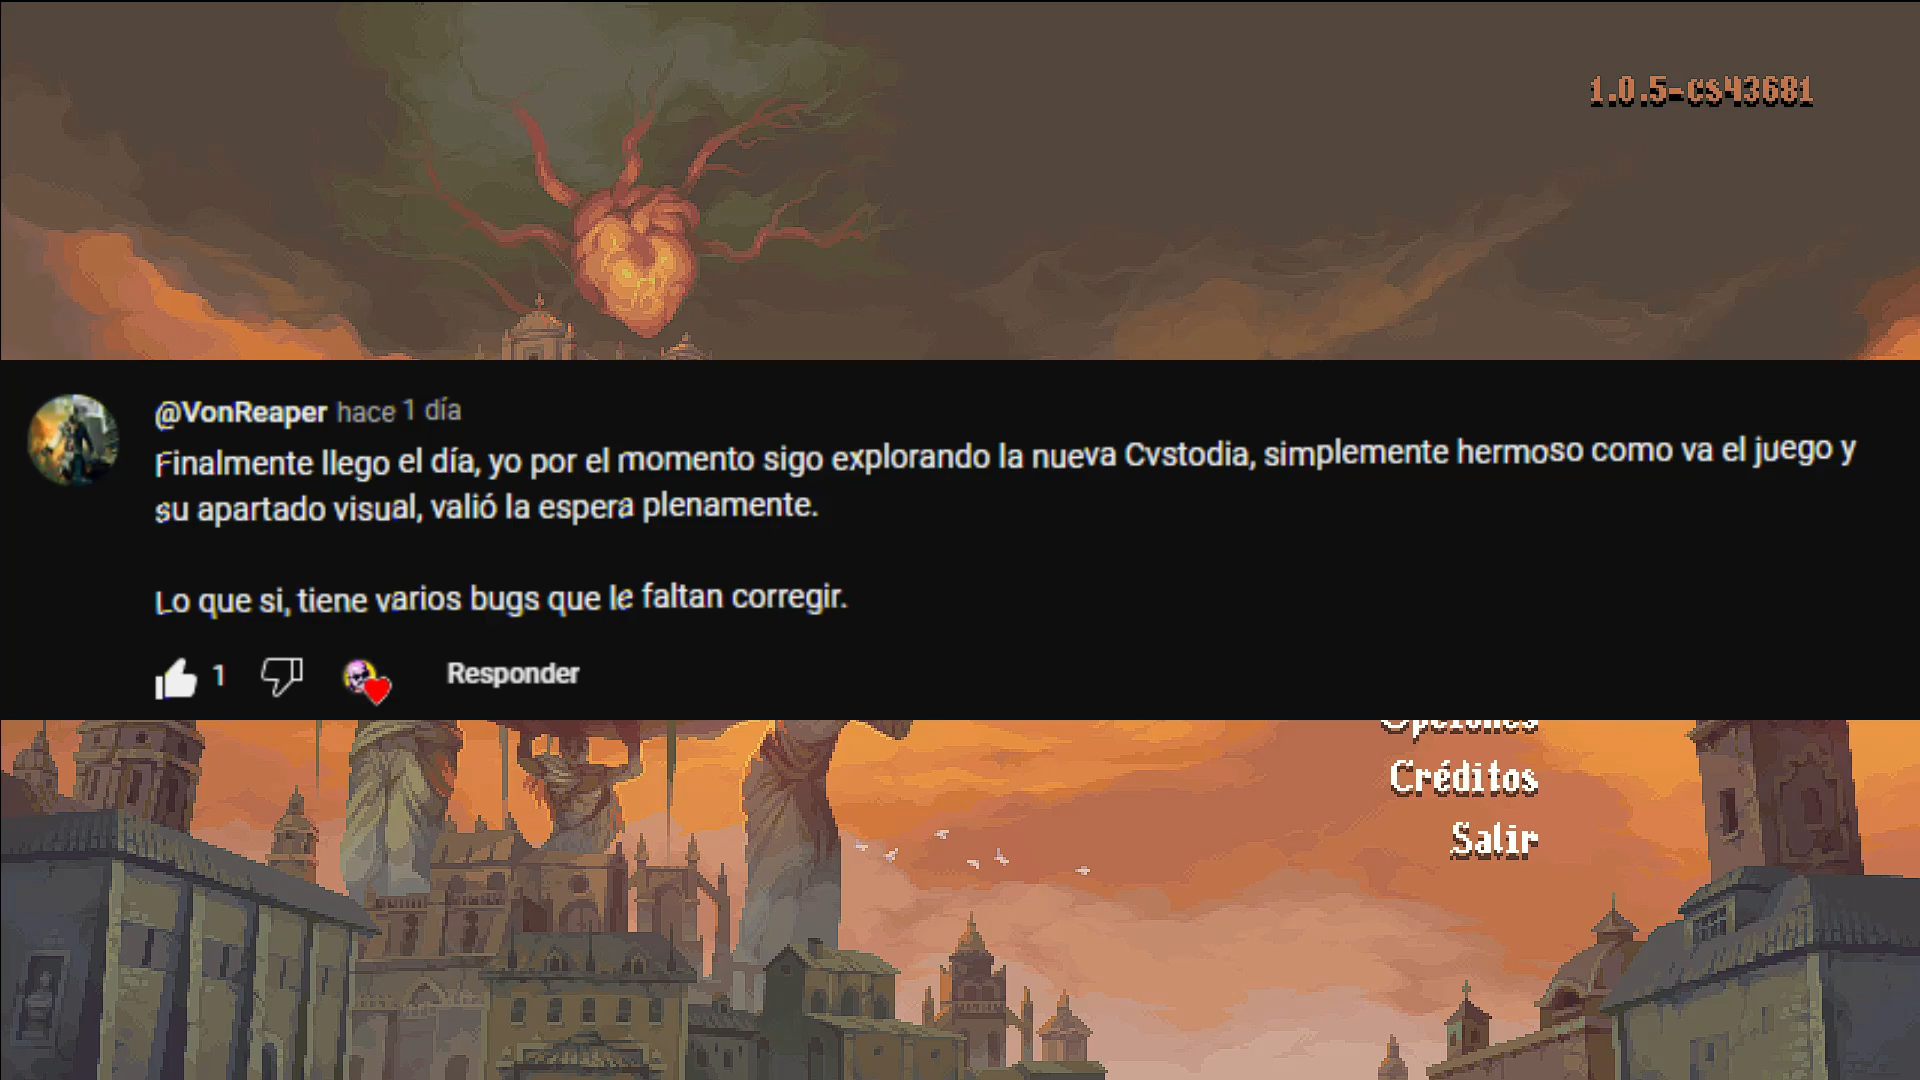 1.0.5-cs43681
@VonReaper hace 1 día
Finalmente llego el día, yo por el momento sigo explorando la nueva Cvstodia, simplemente hermoso como va el juego y
su apartado visual, valió la espera plenamente.
Lo que si, tiene varios bugs que le faltan corregir.
1
Responder
Opciones
Créditos
Salir